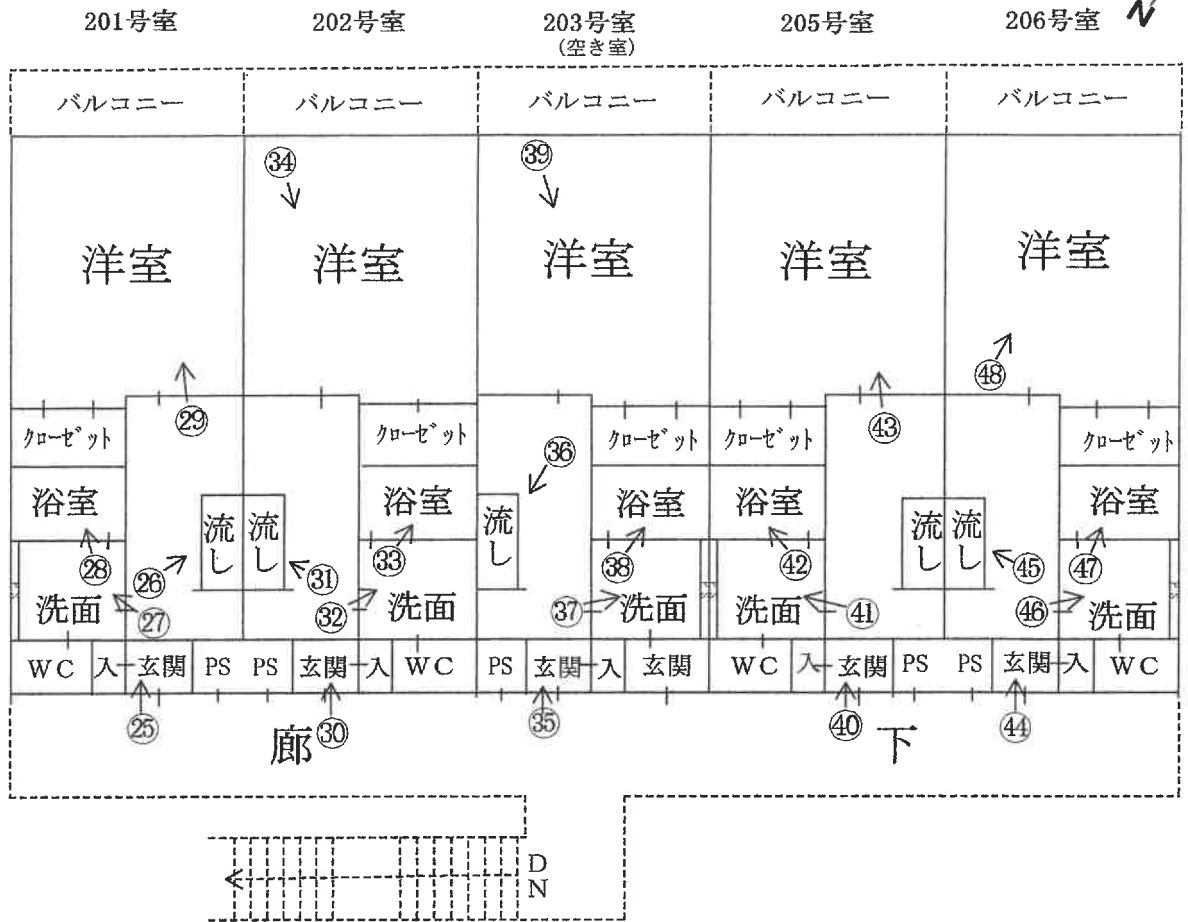 201号室 202号室 203号室 205号室 206号室 N
(空き室)
バルコニー バルコニー バルコニー バルコニー バルコニー
㉞ ㊴
洋室 洋室 洋室 洋室 洋室
㉙ ㊸ ㊽
クローゼット クローゼット ㊱ クローゼット クローゼット クローゼット
浴室 流し 流し 浴室 流し 浴室 浴室 流し 流し 浴室
㉘ ㉖ ㉛ ㉝ ㊳ ㊷ ㊺ ㊼
洗面 ㉗ ㉜ 洗面 ㊲ 洗面 洗面 ㊶ ㊻ 洗面
WC 入 玄関 PS PS 玄関 入 WC PS 玄関 入 玄関 WC 入 玄関 PS PS 玄関 入 WC
㉕ 廊 ㉚ ㉟ ㊵ 下 ㊹
DN